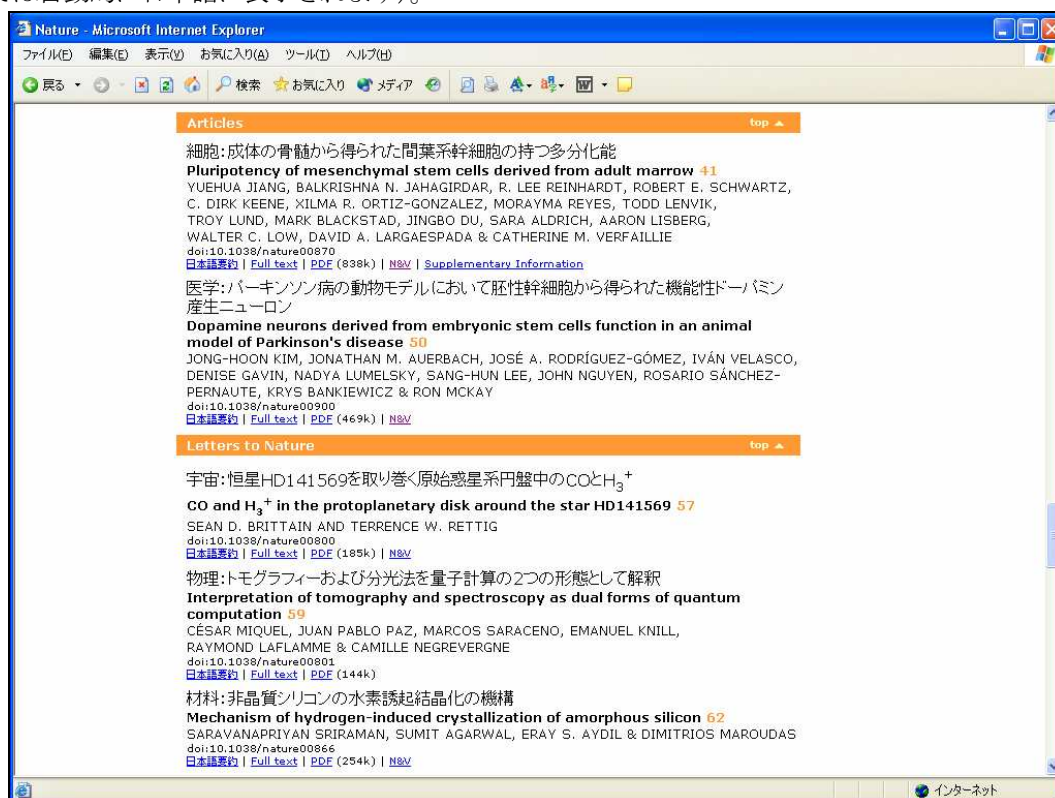 Nature - Microsoft Internet Explorer
ファイル(F) 編集(E) 表示(V) お気に入り(A) ツール(T) ヘルプ(H)
戻る 検索 お気に入り メディア
Articles top
細胞:成体の骨髄から得られた間葉系幹細胞の持つ多分化能
Pluripotency of mesenchymal stem cells derived from adult marrow 41
YUEHUA JIANG, BALKRISHNA N. JAHAGIRDAR, R. LEE REINHARDT, ROBERT E. SCHWARTZ,
C. DIRK KEENE, XILMA R. ORTIZ-GONZALEZ, MORAYMA REYES, TODD LENVIK,
TROY LUND, MARK BLACKSTAD, JINGBO DU, SARA ALDRICH, AARON LISBERG,
WALTER C. LOW, DAVID A. LARGAESPADA & CATHERINE M. VERFAILLIE
doi:10.1038/nature00870
日本語要約 | Full text | PDF (838k) | N&V | Supplementary Information
医学:パーキンソン病の動物モデルにおいて胚性幹細胞から得られた機能性ドーパミン
産生ニューロン
Dopamine neurons derived from embryonic stem cells function in an animal
model of Parkinson's disease 50
JONG-HOON KIM, JONATHAN M. AUERBACH, JOSÉ A. RODRÍGUEZ-GÓMEZ, IVÁN VELASCO,
DENISE GAVIN, NADYA LUMELSKY, SANG-HUN LEE, JOHN NGUYEN, ROSARIO SÁNCHEZ-
PERNAUTE, KRYS BANKIEWICZ & RON MCKAY
doi:10.1038/nature00900
日本語要約 | Full text | PDF (469k) | N&V
Letters to Nature top
宇宙:恒星HD141569を取り巻く原始惑星系円盤中のCOとH3+
CO and H3+ in the protoplanetary disk around the star HD141569 57
SEAN D. BRITTAIN AND TERRENCE W. RETTIG
doi:10.1038/nature00800
日本語要約 | Full text | PDF (185k) | N&V
物理:トモグラフィーおよび分光法を量子計算の2つの形態として解釈
Interpretation of tomography and spectroscopy as dual forms of quantum
computation 59
CÉSAR MIQUEL, JUAN PABLO PAZ, MARCOS SARACENO, EMANUEL KNILL,
RAYMOND LAFLAMME & CAMILLE NEGREVERGNE
doi:10.1038/nature00801
日本語要約 | Full text | PDF (144k)
材料:非晶質シリコンの水素誘起結晶化の機構
Mechanism of hydrogen-induced crystallization of amorphous silicon 62
SARAVANAPRIYAN SRIRAMAN, SUMIT AGARWAL, ERAY S. AYDIL & DIMITRIOS MAROUDAS
doi:10.1038/nature00866
日本語要約 | Full text | PDF (254k) | N&V
インターネット